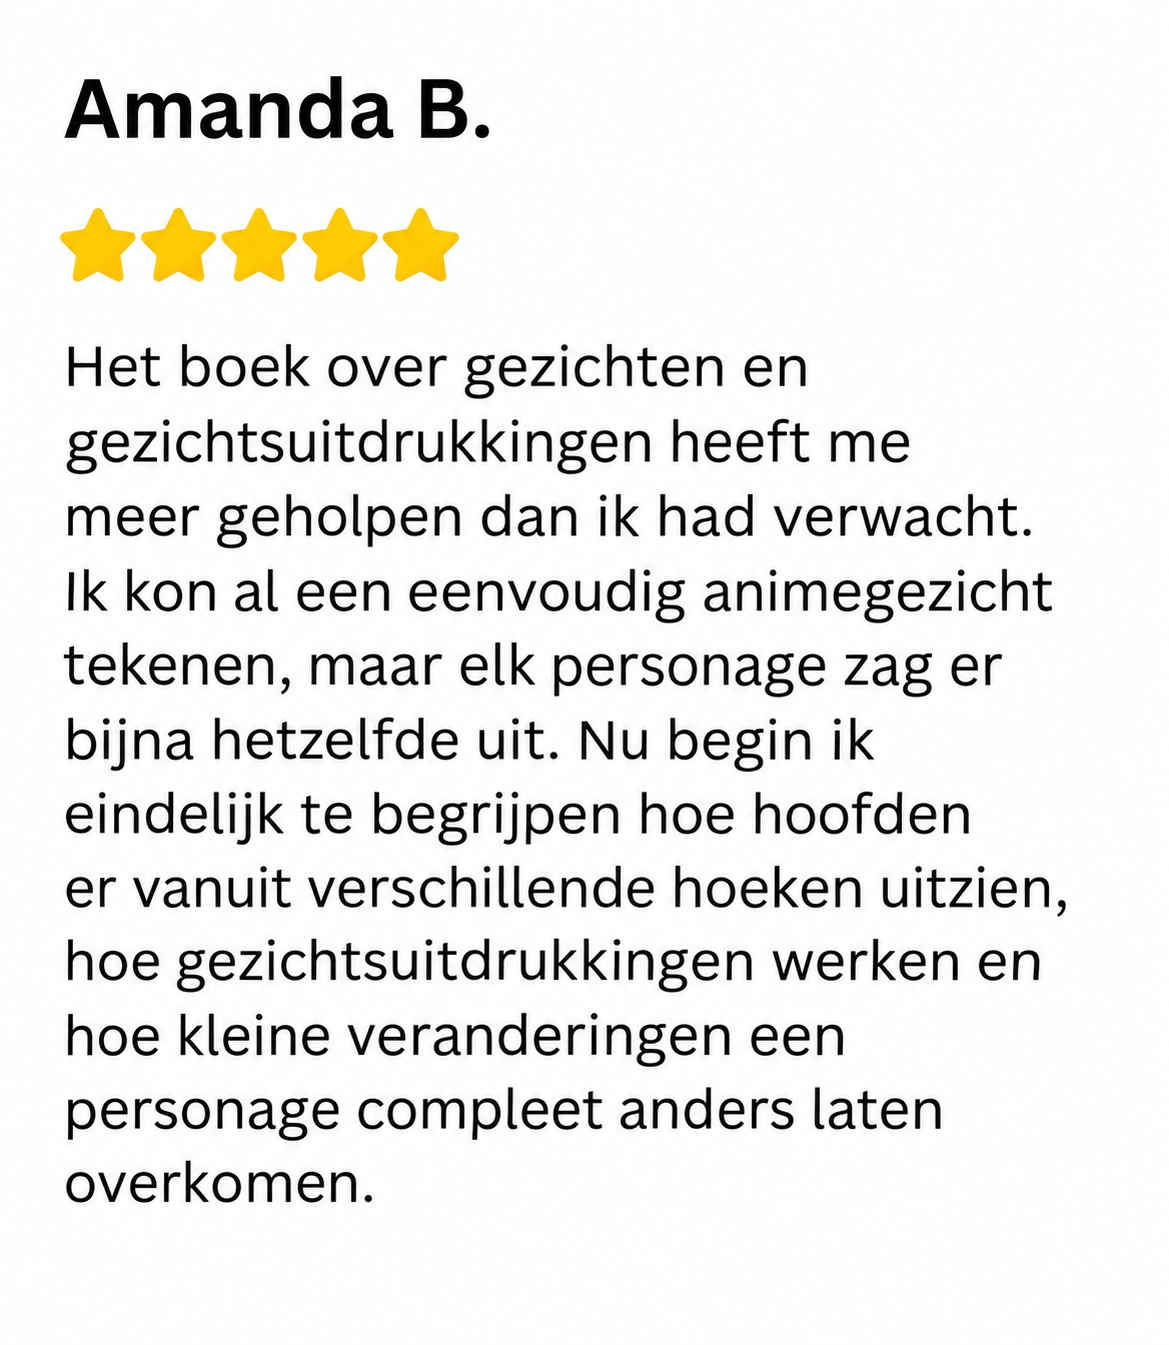 Amanda B.
Het boek over gezichten en
gezichtsuitdrukkingen heeft me
meer geholpen dan ik had verwacht.
Ik kon al een eenvoudig animegezicht
tekenen, maar elk personage zag er
bijna hetzelfde uit. Nu begin ik
eindelijk te begrijpen hoe hoofden
er vanuit verschillende hoeken uitzien,
hoe gezichtsuitdrukkingen werken en
hoe kleine veranderingen een
personage compleet anders laten
overkomen.